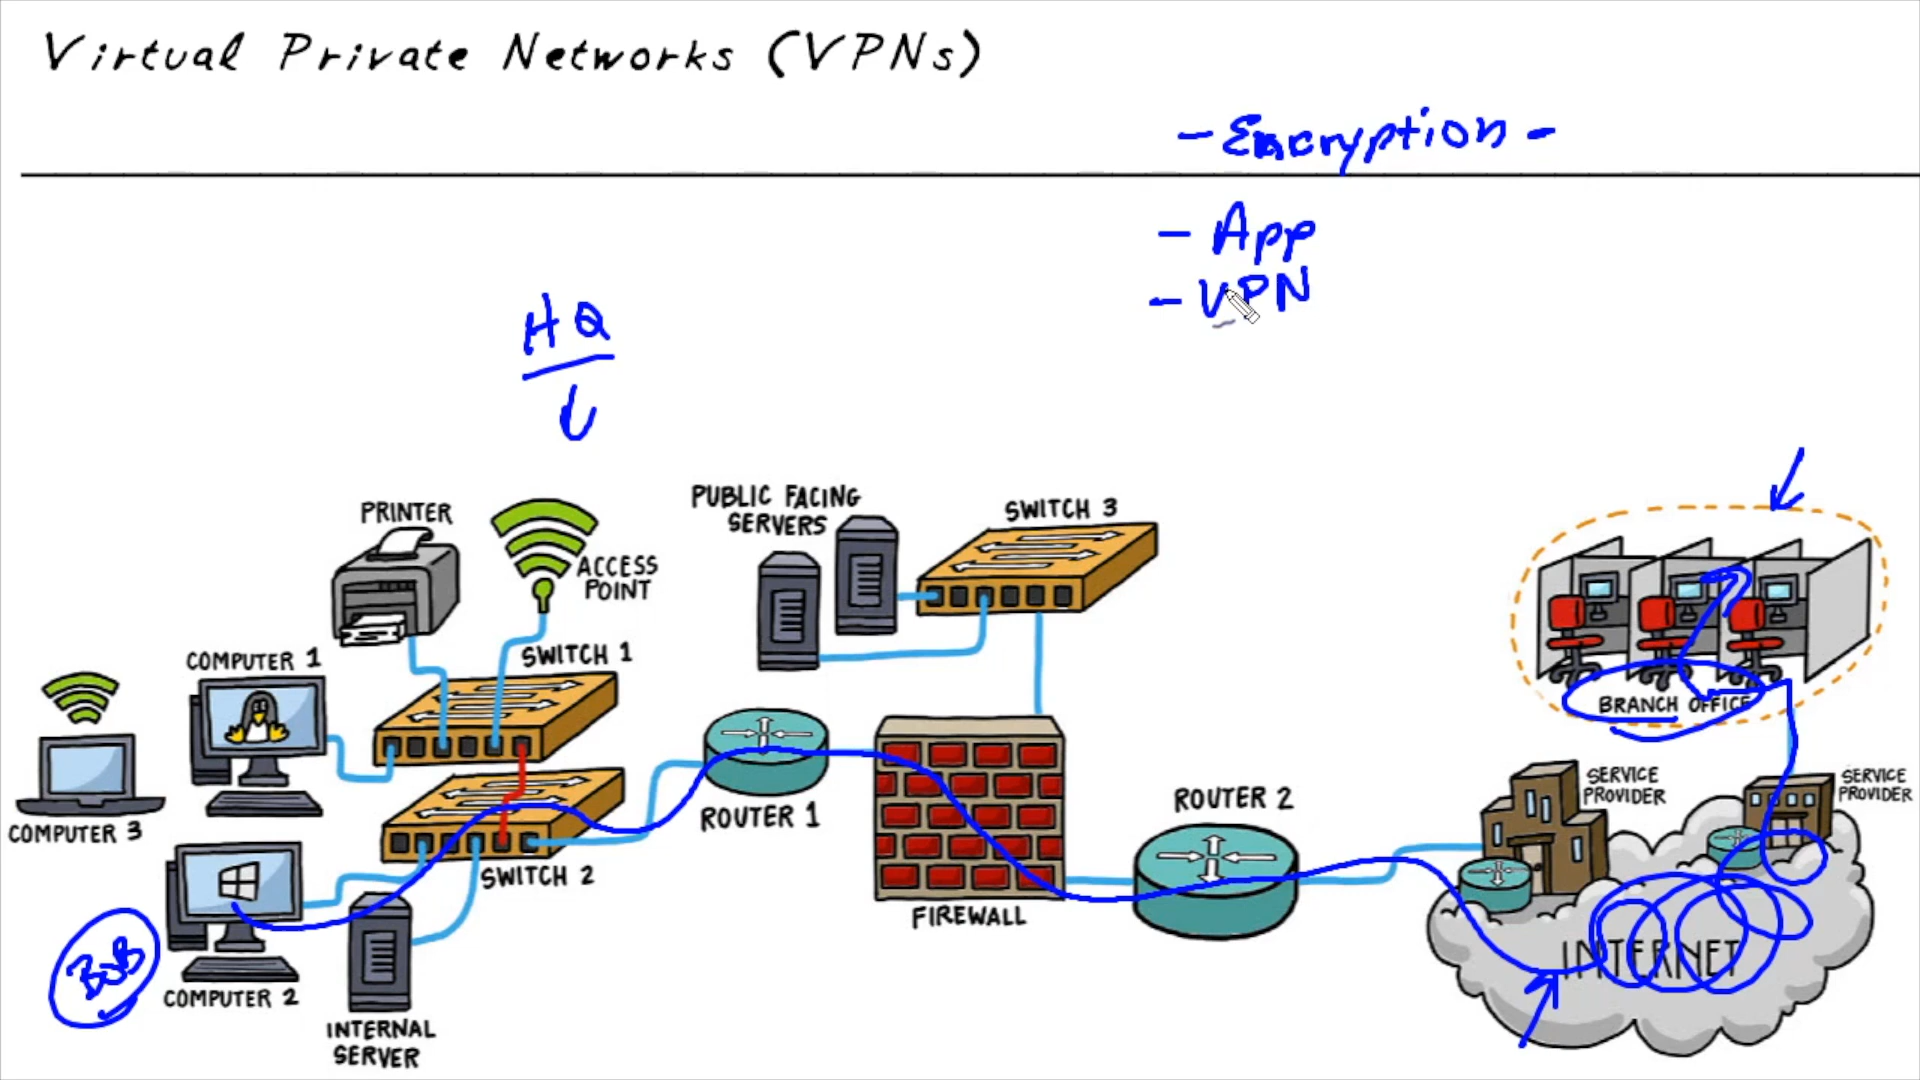 Virtual Private Networks (VPNs)
- Encryption -
- App
- VPN
HQ
PRINTER
ACCESS
POINT
PUBLIC FACING
SERVERS
SWITCH 3
COMPUTER 1
SWITCH 1
COMPUTER 3
SWITCH 2
ROUTER 1
FIREWALL
ROUTER 2
BRANCH OFFICE
SERVICE
PROVIDER
SERVICE
PROVIDER
INTERNET
BOB
COMPUTER 2
INTERNAL
SERVER